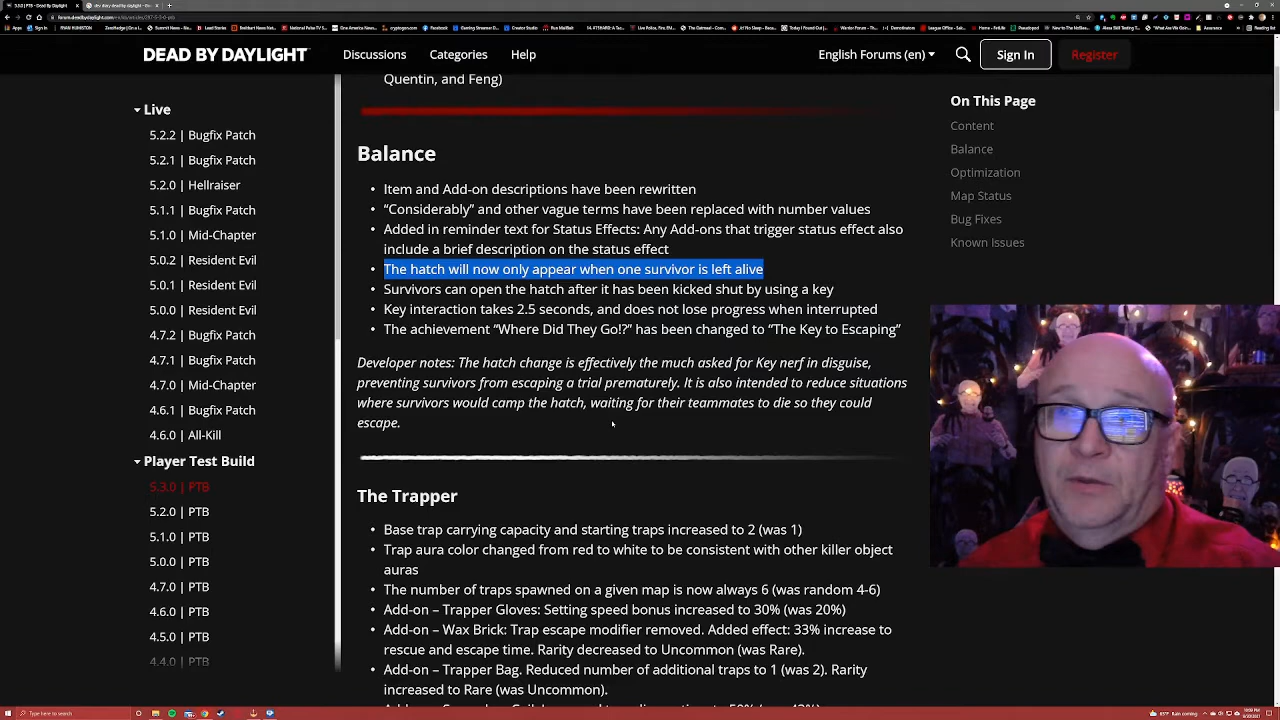 5.3.0 | PTB - Dead By Daylight
dev diary dead by daylight
forum.deadbydaylight.com
DEAD BY DAYLIGHT
Discussions
Categories
Help
English Forums (en)
Sign In
Register
Live
5.2.2 | Bugfix Patch
5.2.1 | Bugfix Patch
5.2.0 | Hellraiser
5.1.1 | Bugfix Patch
5.1.0 | Mid-Chapter
5.0.2 | Resident Evil
5.0.1 | Resident Evil
5.0.0 | Resident Evil
4.7.2 | Bugfix Patch
4.7.1 | Bugfix Patch
4.7.0 | Mid-Chapter
4.6.1 | Bugfix Patch
4.6.0 | All-Kill
Player Test Build
5.3.0 | PTB
5.2.0 | PTB
5.1.0 | PTB
5.0.0 | PTB
4.7.0 | PTB
4.6.0 | PTB
4.5.0 | PTB
4.4.0 | PTB
Quentin, and Feng)
Balance
• Item and Add-on descriptions have been rewritten
• “Considerably” and other vague terms have been replaced with number values
• Added in reminder text for Status Effects: Any Add-ons that trigger status effect also
include a brief description on the status effect
• The hatch will now only appear when one survivor is left alive
• Survivors can open the hatch after it has been kicked shut by using a key
• Key interaction takes 2.5 seconds, and does not lose progress when interrupted
• The achievement “Where Did They Go!?” has been changed to “The Key to Escaping”
Developer notes: The hatch change is effectively the much asked for Key nerf in disguise,
preventing survivors from escaping a trial prematurely. It is also intended to reduce situations
where survivors would camp the hatch, waiting for their teammates to die so they could
escape.
The Trapper
• Base trap carrying capacity and starting traps increased to 2 (was 1)
• Trap aura color changed from red to white to be consistent with other killer object
auras
• The number of traps spawned on a given map is now always 6 (was random 4-6)
• Add-on – Trapper Gloves: Setting speed bonus increased to 30% (was 20%)
• Add-on – Wax Brick: Trap escape modifier removed. Added effect: 33% increase to
rescue and escape time. Rarity decreased to Uncommon (was Rare).
• Add-on – Trapper Bag. Reduced number of additional traps to 1 (was 2). Rarity
increased to Rare (was Uncommon).
On This Page
Content
Balance
Optimization
Map Status
Bug Fixes
Known Issues
Type here to search